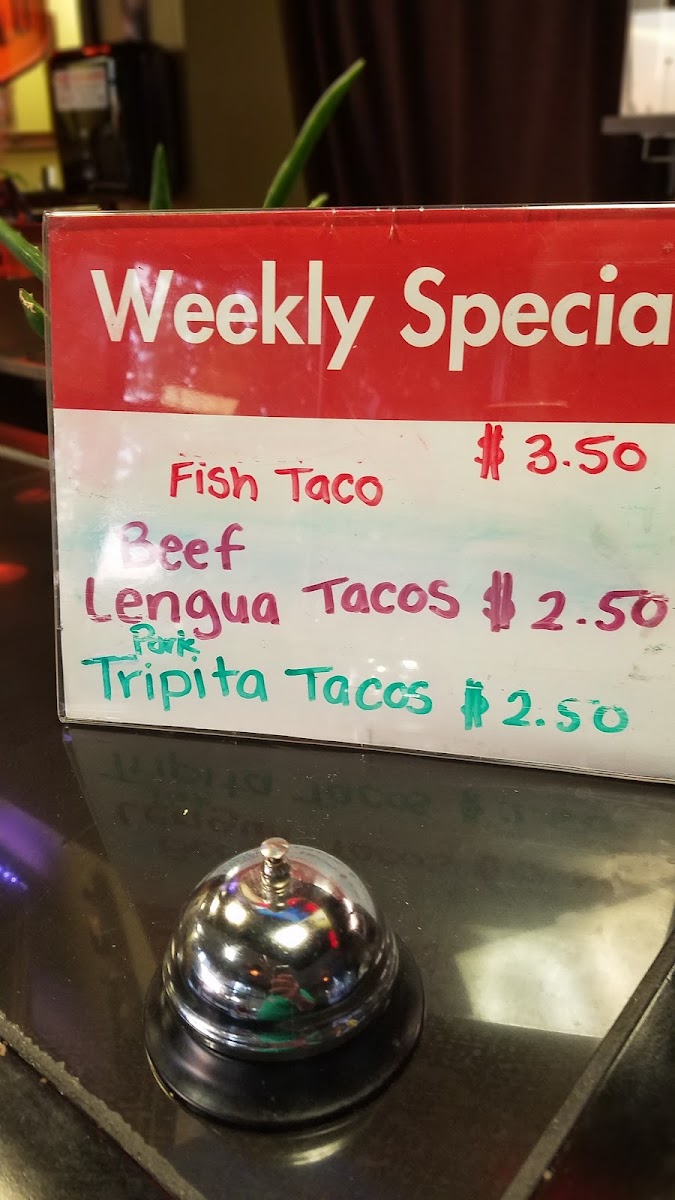 Weekly Specia
Fish Taco $ 3.50
Beef
Lengua Tacos $ 2.50
Pork
Tripita Tacos $ 2.50